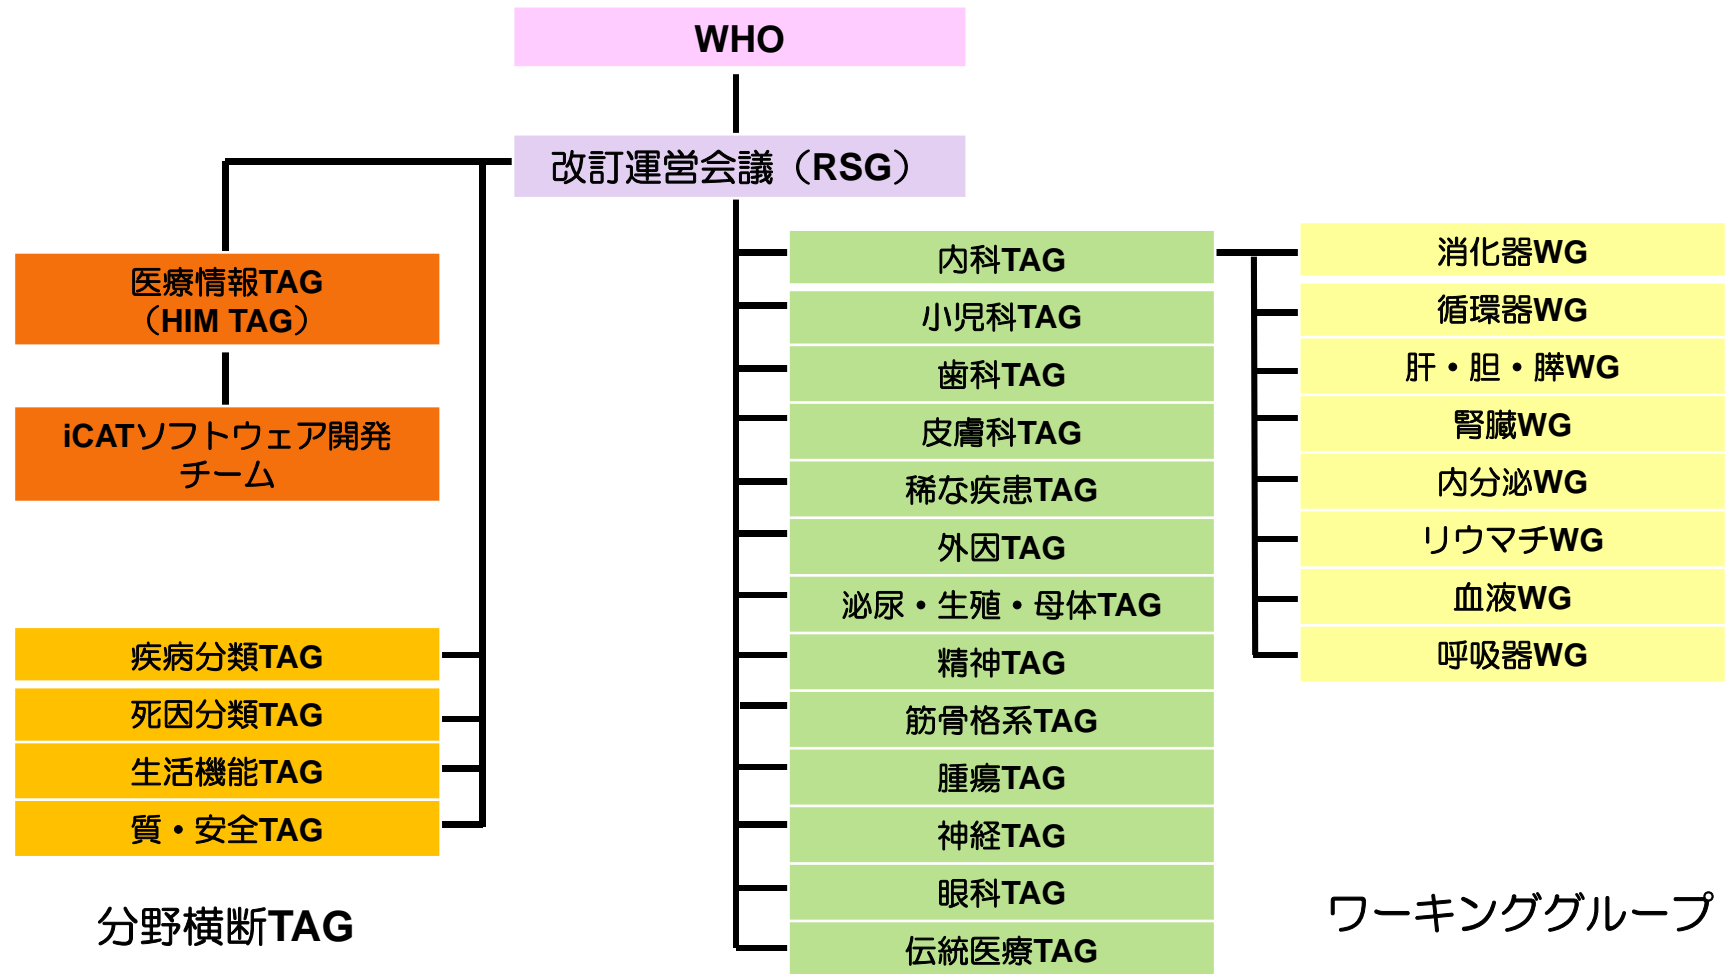 WHO
改訂運営会議（RSG）
医療情報TAG
（HIM TAG）
iCATソフトウェア開発
チーム
疾病分類TAG
死因分類TAG
生活機能TAG
質・安全TAG
分野横断TAG
内科TAG
小児科TAG
歯科TAG
皮膚科TAG
稀な疾患TAG
外因TAG
泌尿・生殖・母体TAG
精神TAG
筋骨格系TAG
腫瘍TAG
神経TAG
眼科TAG
伝統医療TAG
消化器WG
循環器WG
肝・胆・膵WG
腎臓WG
内分泌WG
リウマチWG
血液WG
呼吸器WG
ワーキンググループ